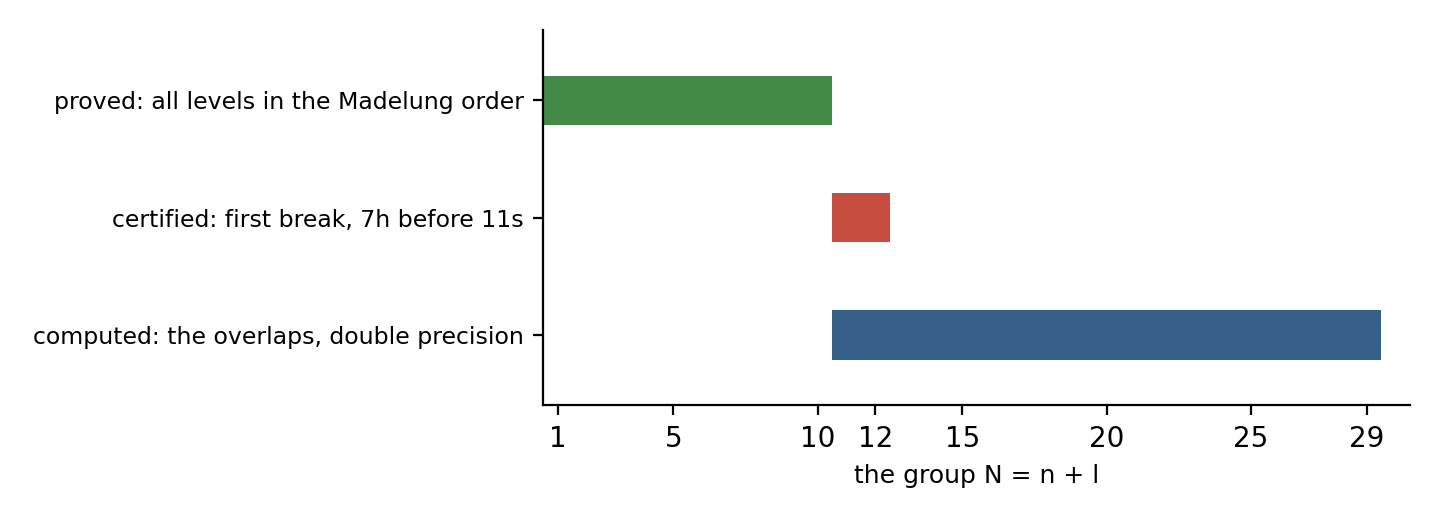 proved: all levels in the Madelung order
certified: first break, 7h before 11s
computed: the overlaps, double precision
1 5 10 12 15 20 25 29
the group N = n + l